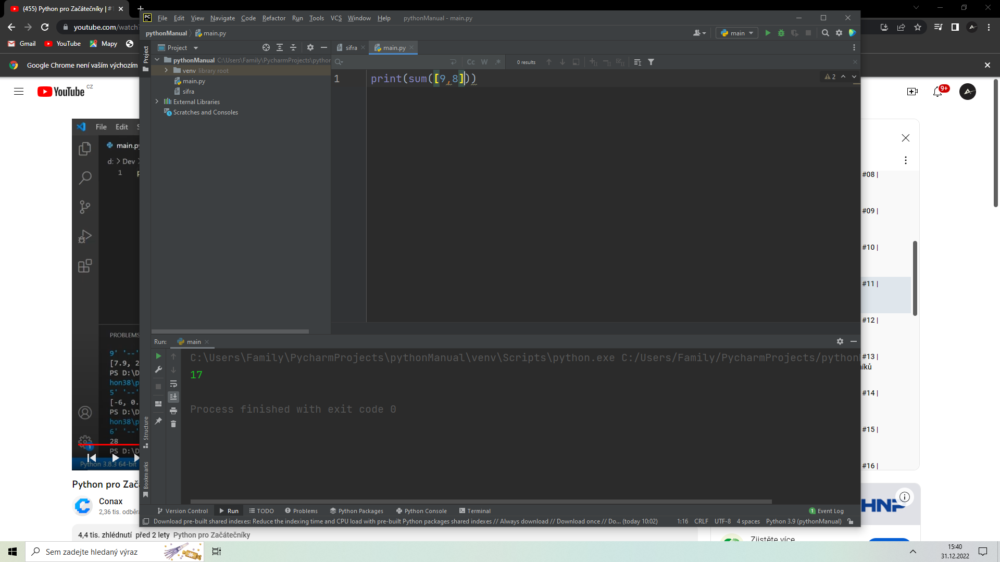 (455) Python pro Začátečníky | #1
youtube.com/watch
Gmail YouTube Mapy
Google Chrome není vaším výchozím
YouTube CZ
9+
File Edit
main.py
d: > Dev >
1
PROBLEMS
9' '--'
[7.9, 2
PS D:\D
hon38\p
5' '--'
[-6, 0.
PS D:\D
hon38\p
6' '--'
28
PS D:\D
1
Python 3.8.3 64-bit
Python pro Zač
Conax
2,36 tis. odběra
4,4 tis. zhlédnutí před 2 lety Python pro Začátečníky
PC File Edit View Navigate Code Refactor Run Tools VCS Window Help pythonManual - main.py
pythonManual main.py
main
Project
Project
sifra main.py
pythonManual C:\Users\Family\PycharmProjects\python
venv library root
main.py
sifra
External Libraries
Scratches and Consoles
Cc W .* 0 results
1 print(sum([9,8]))
2
Run: main
C:\Users\Family\PycharmProjects\pythonManual\venv\Scripts\python.exe C:/Users/Family/PycharmProjects/python
17
Process finished with exit code 0
Structure
Bookmarks
Version Control Run TODO Problems Python Packages Python Console Terminal 1 Event Log
Download pre-built shared indexes: Reduce the indexing time and CPU load with pre-built Python packages shared indexes // Always download // Download once // Do... (today 10:02) 1:16 CRLF UTF-8 4 spaces Python 3.9 (pythonManual)
#08 |
#09 |
#10 |
#11 |
#12 |
#13 |
níků
#14 |
#15 |
#16 |
HNP
Zjistěte více
Sem zadejte hledaný výraz
15:40
31.12.2022